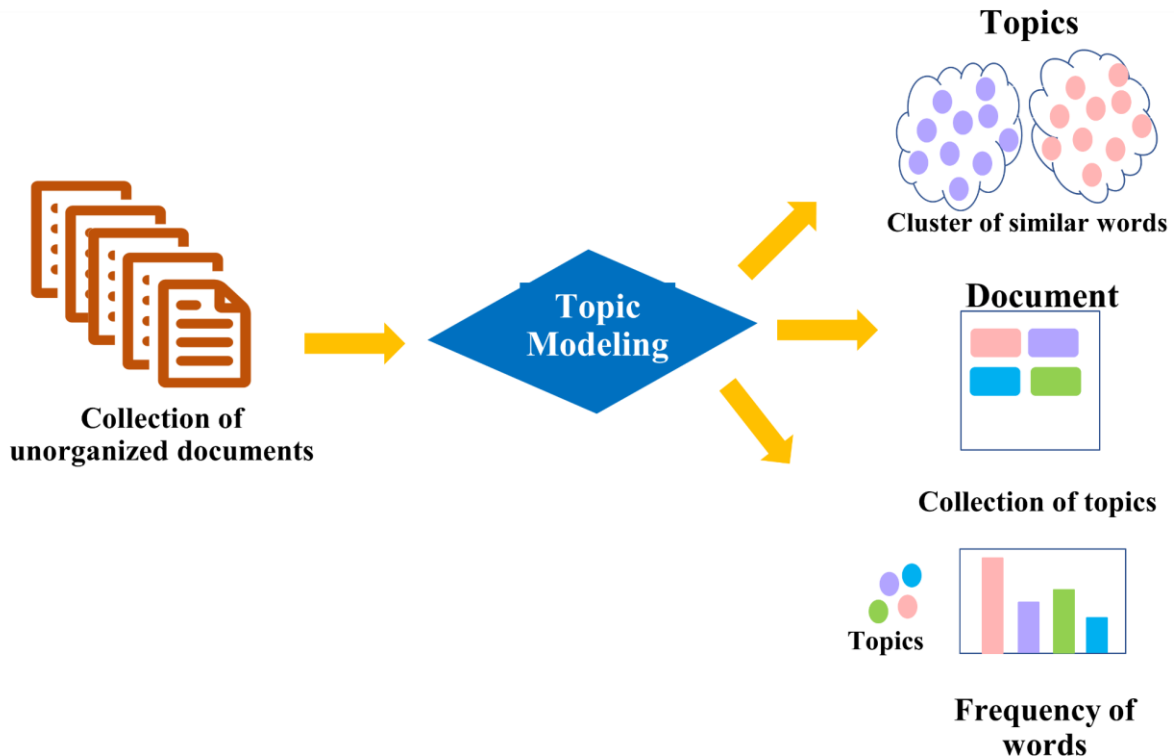 Collection of
unorganized documents
Topic
Modeling
Topics
Cluster of similar words
Document
Collection of topics
Topics
Frequency of
words